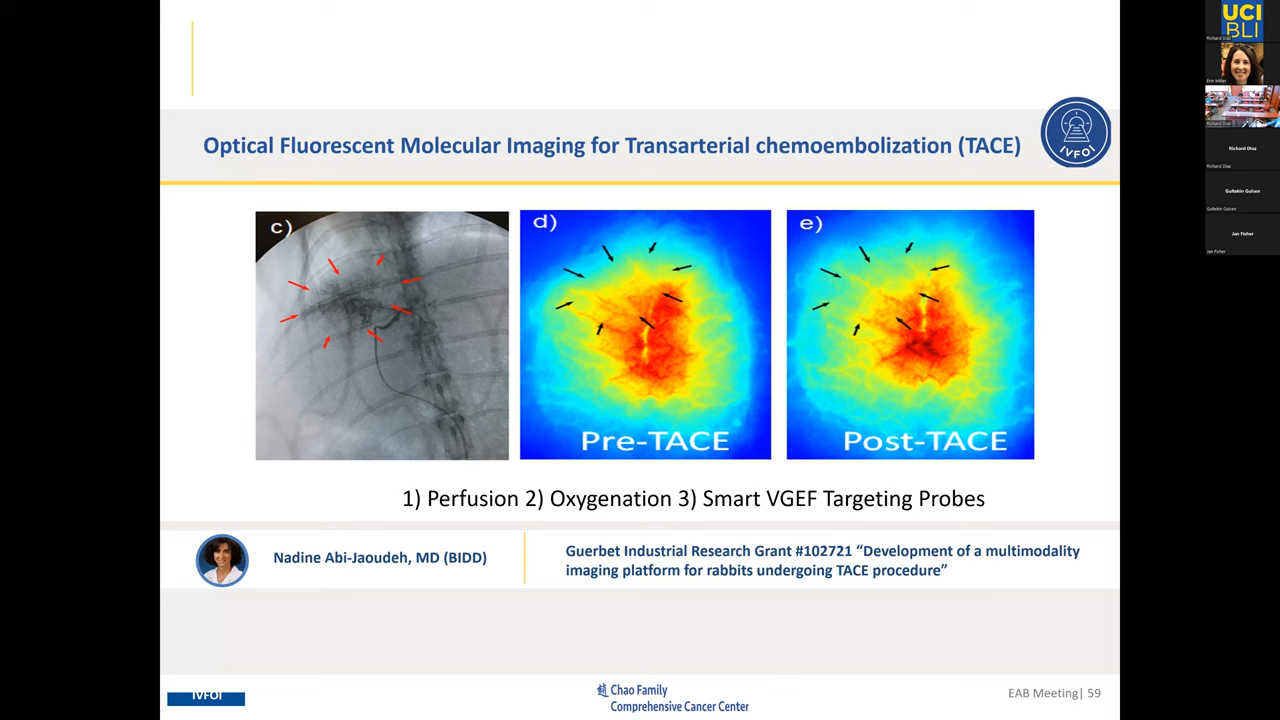 Optical Fluorescent Molecular Imaging for Transarterial chemoembolization (TACE)
IVFOI
c)
d)
e)
Pre-TACE
Post-TACE
1) Perfusion 2) Oxygenation 3) Smart VGEF Targeting Probes
Nadine Abi-Jaoudeh, MD (BIDD)
Guerbet Industrial Research Grant #102721 “Development of a multimodality
imaging platform for rabbits undergoing TACE procedure”
IVFOI
Chao Family
Comprehensive Cancer Center
EAB Meeting| 59
UCI
BLI
Richard Diaz
Erin Miller
Richard Diaz
Richard Diaz
Richard Diaz
Gultekin Gulsen
Gultekin Gulsen
Jan Fisher
Jan Fisher